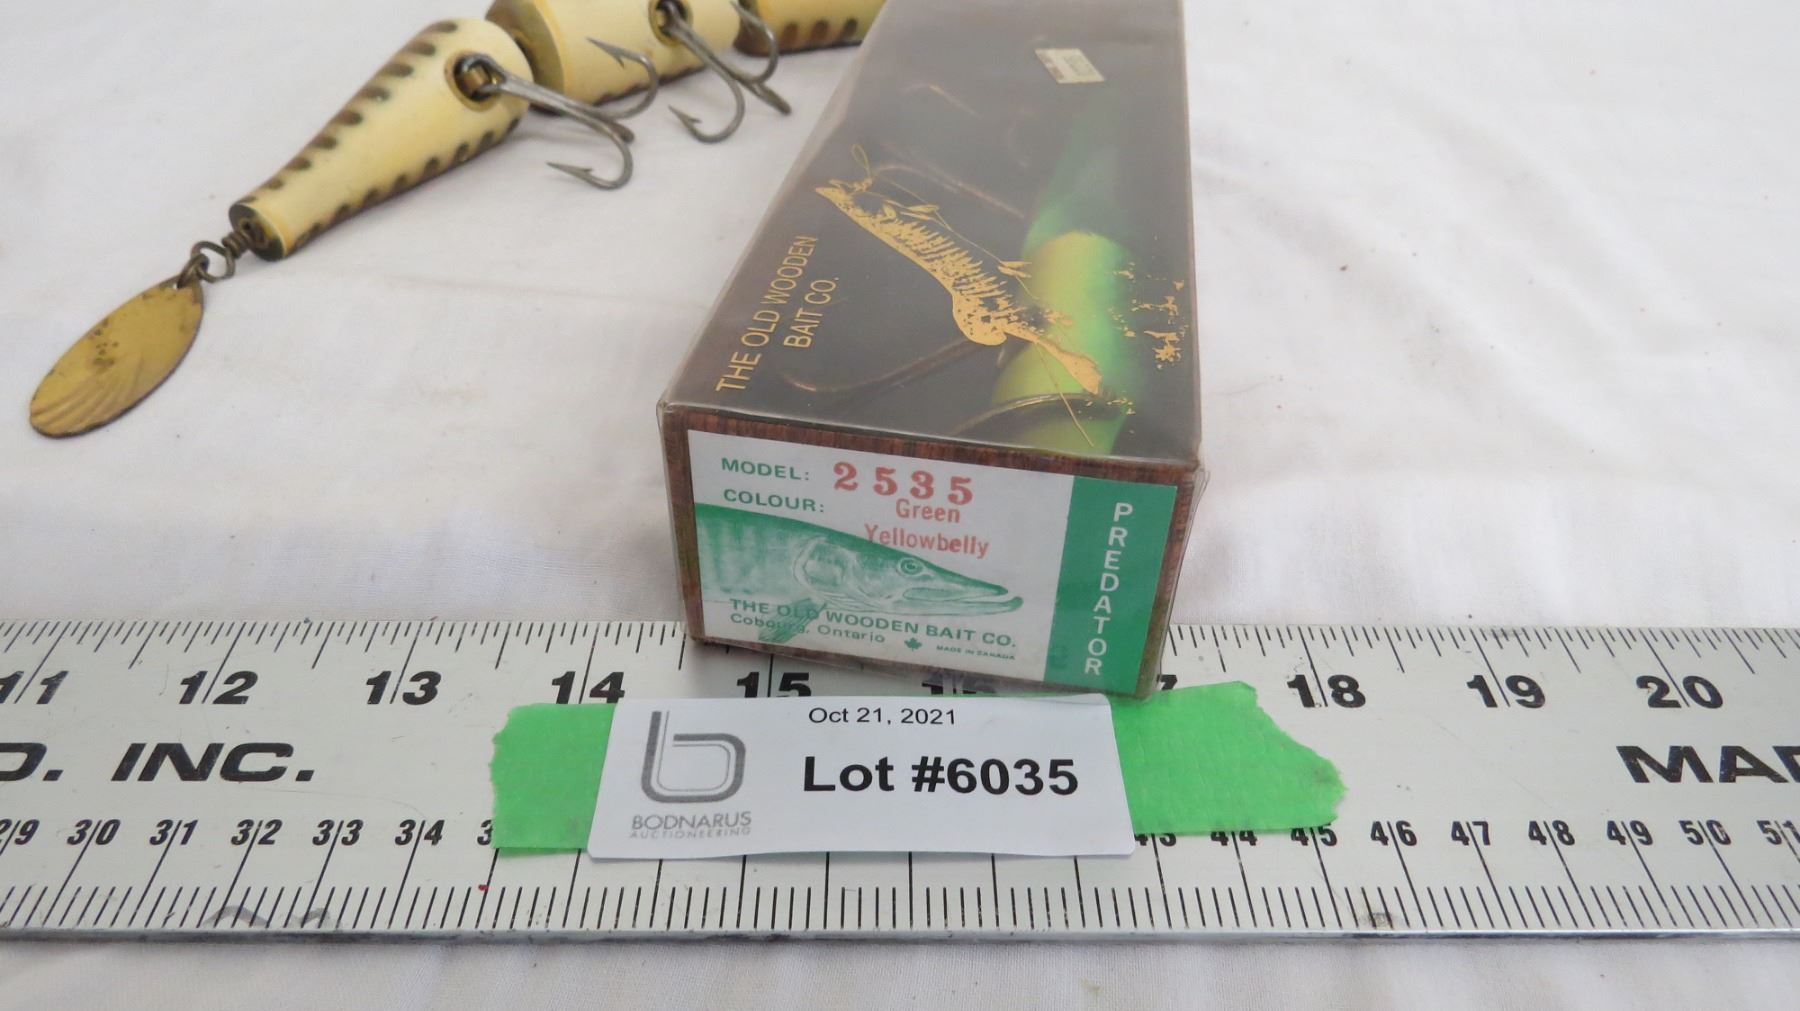 THE OLD WOODEN
BAIT CO.
MODEL: 2535
COLOUR: Green
Yellowbelly
THE OLD WOODEN BAIT CO.
Cobourg, Ontario
MADE IN CANADA
PREDATOR
11 12 13 14 15 16 18 19 20
Oct 21, 2021
Lot #6035
BODNARUS
AUCTIONEERING
INC.
30 31 32 33 34 44 45 46 47 48 49 50